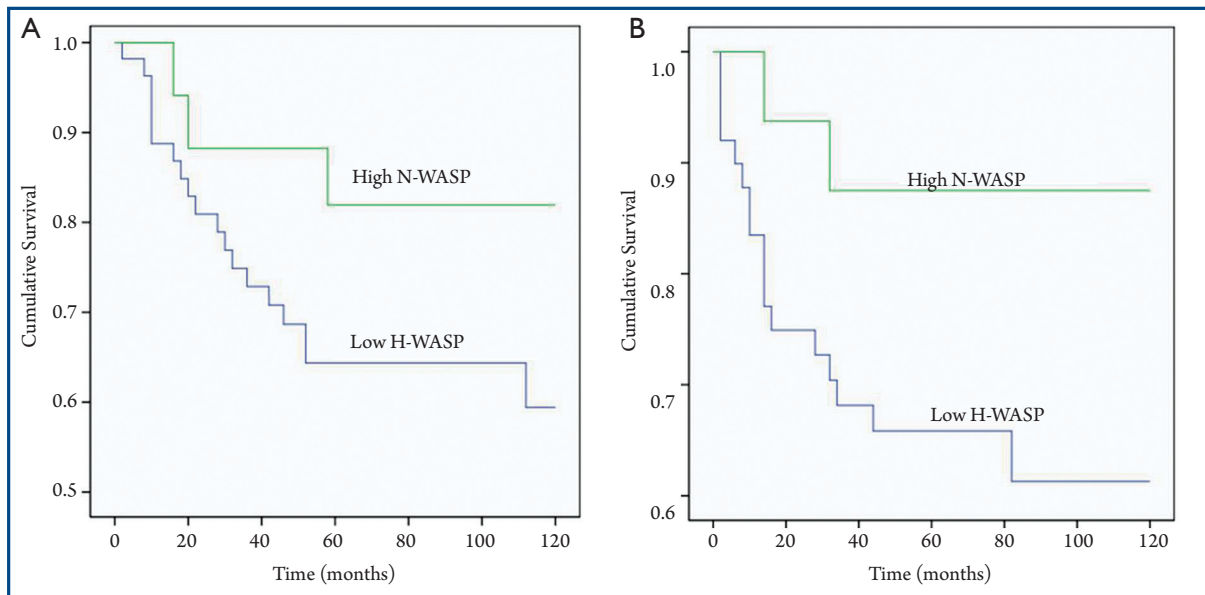 A
1.0
0.9
0.8
0.7
0.6
0.5
Cumulative Survival
High N-WASP
Low H-WASP
0 20 40 60 80 100 120
Time (months)
B
1.0
0.9
0.8
0.7
0.6
Cumulative Survival
High N-WASP
Low H-WASP
0 20 40 60 80 100 120
Time (months)